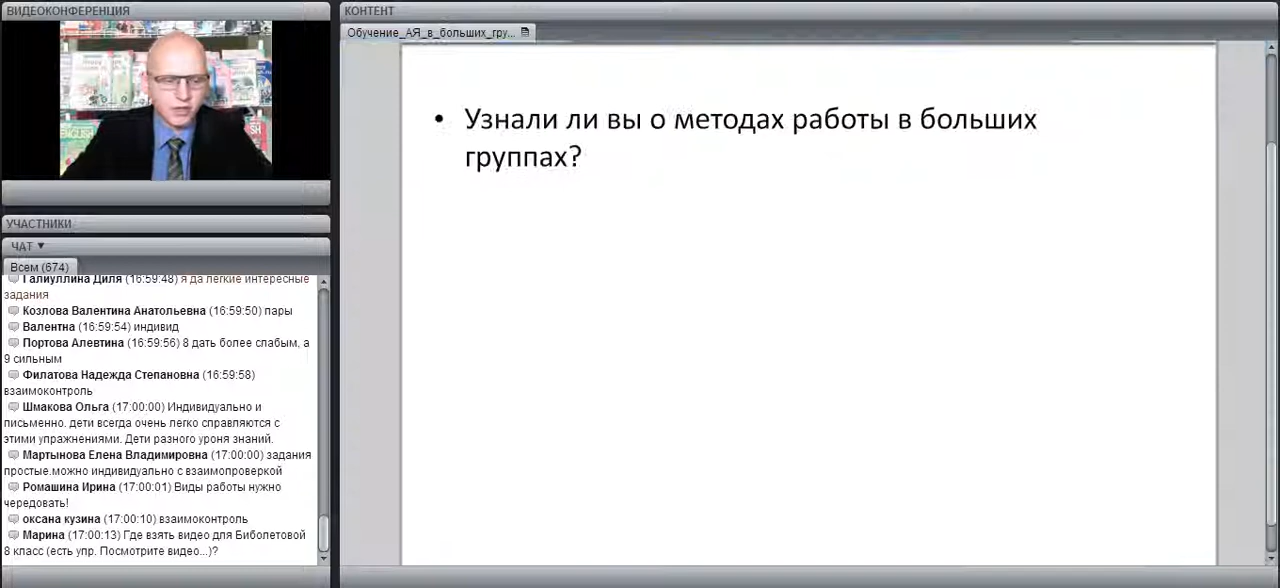 ВИДЕОКОНФЕРЕНЦИЯ
ENGLISH
УЧАСТНИКИ
ЧАТ
Всем (674)
Галиуллина Диля (16:59:48) я да легкие интересные
задания
Козлова Валентина Анатольевна (16:59:50) пары
Валентна (16:59:54) индивид
Портова Алевтина (16:59:56) 8 дать более слабым, а
9 сильным
Филатова Надежда Степановна (16:59:58)
взаимоконтроль
Шмакова Ольга (17:00:00) Индивидуально и
письменно. дети всегда очень легко справляются с
этими упражнениями. Дети разного уроня знаний.
Мартынова Елена Владимировна (17:00:00) задания
простые.можно индивидуально с взаимопроверкой
Ромашина Ирина (17:00:01) Виды работы нужно
чередовать!
оксана кузина (17:00:10) взаимоконтроль
Марина (17:00:13) Где взять видео для Биболетовой
8 класс (есть упр. Посмотрите видео...)?
КОНТЕНТ
Обучение_АЯ_в_больших_гру...
• Узнали ли вы о методах работы в больших
группах?